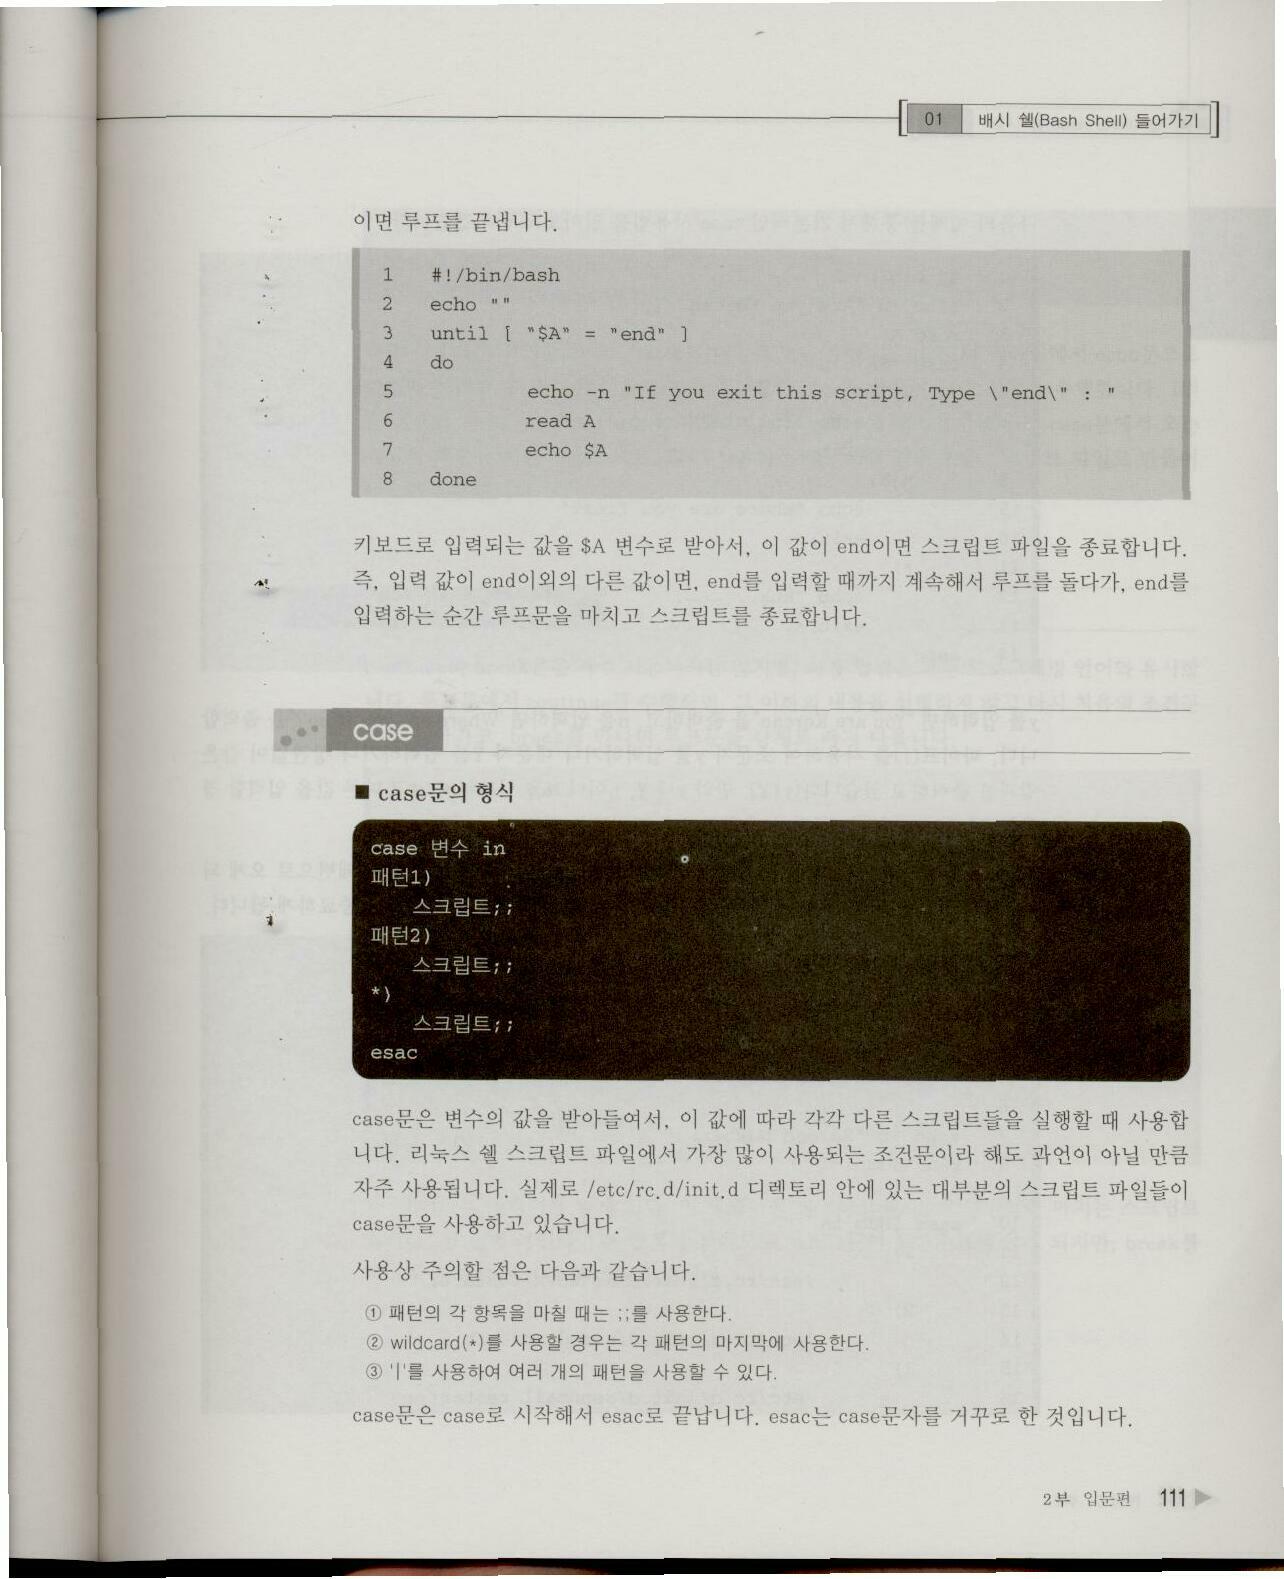 01 배시 쉘(Bash Shell) 들어가기
이면 루프를 끝냅니다.
1 #!/bin/bash
2 echo ""
3 until [ "$A" = "end" ]
4 do
5 echo -n "If you exit this script, Type \"end\" : "
6 read A
7 echo $A
8 done
키보드로 입력되는 값을 $A 변수로 받아서, 이 값이 end이면 스크립트 파일을 종료합니다.
즉, 입력 값이 end이외의 다른 값이면, end를 입력할 때까지 계속해서 루프를 돌다가, end를
입력하는 순간 루프문을 마치고 스크립트를 종료합니다.
case
■ case문의 형식
case 변수 in
패턴1)
스크립트;;
패턴2)
스크립트;;
*)
스크립트;;
esac
case문은 변수의 값을 받아들여서, 이 값에 따라 각각 다른 스크립트들을 실행할 때 사용합
니다. 리눅스 쉘 스크립트 파일에서 가장 많이 사용되는 조건문이라 해도 과언이 아닐 만큼
자주 사용됩니다. 실제로 /etc/rc.d/init.d 디렉토리 안에 있는 대부분의 스크립트 파일들이
case문을 사용하고 있습니다.
사용상 주의할 점은 다음과 같습니다.
① 패턴의 각 항목을 마칠 때는 ;;를 사용한다.
② wildcard(*)를 사용할 경우는 각 패턴의 마지막에 사용한다.
③ '|'를 사용하여 여러 개의 패턴을 사용할 수 있다.
case문은 case로 시작해서 esac로 끝납니다. esac는 case문자를 거꾸로 한 것입니다.
2부 입문편 111